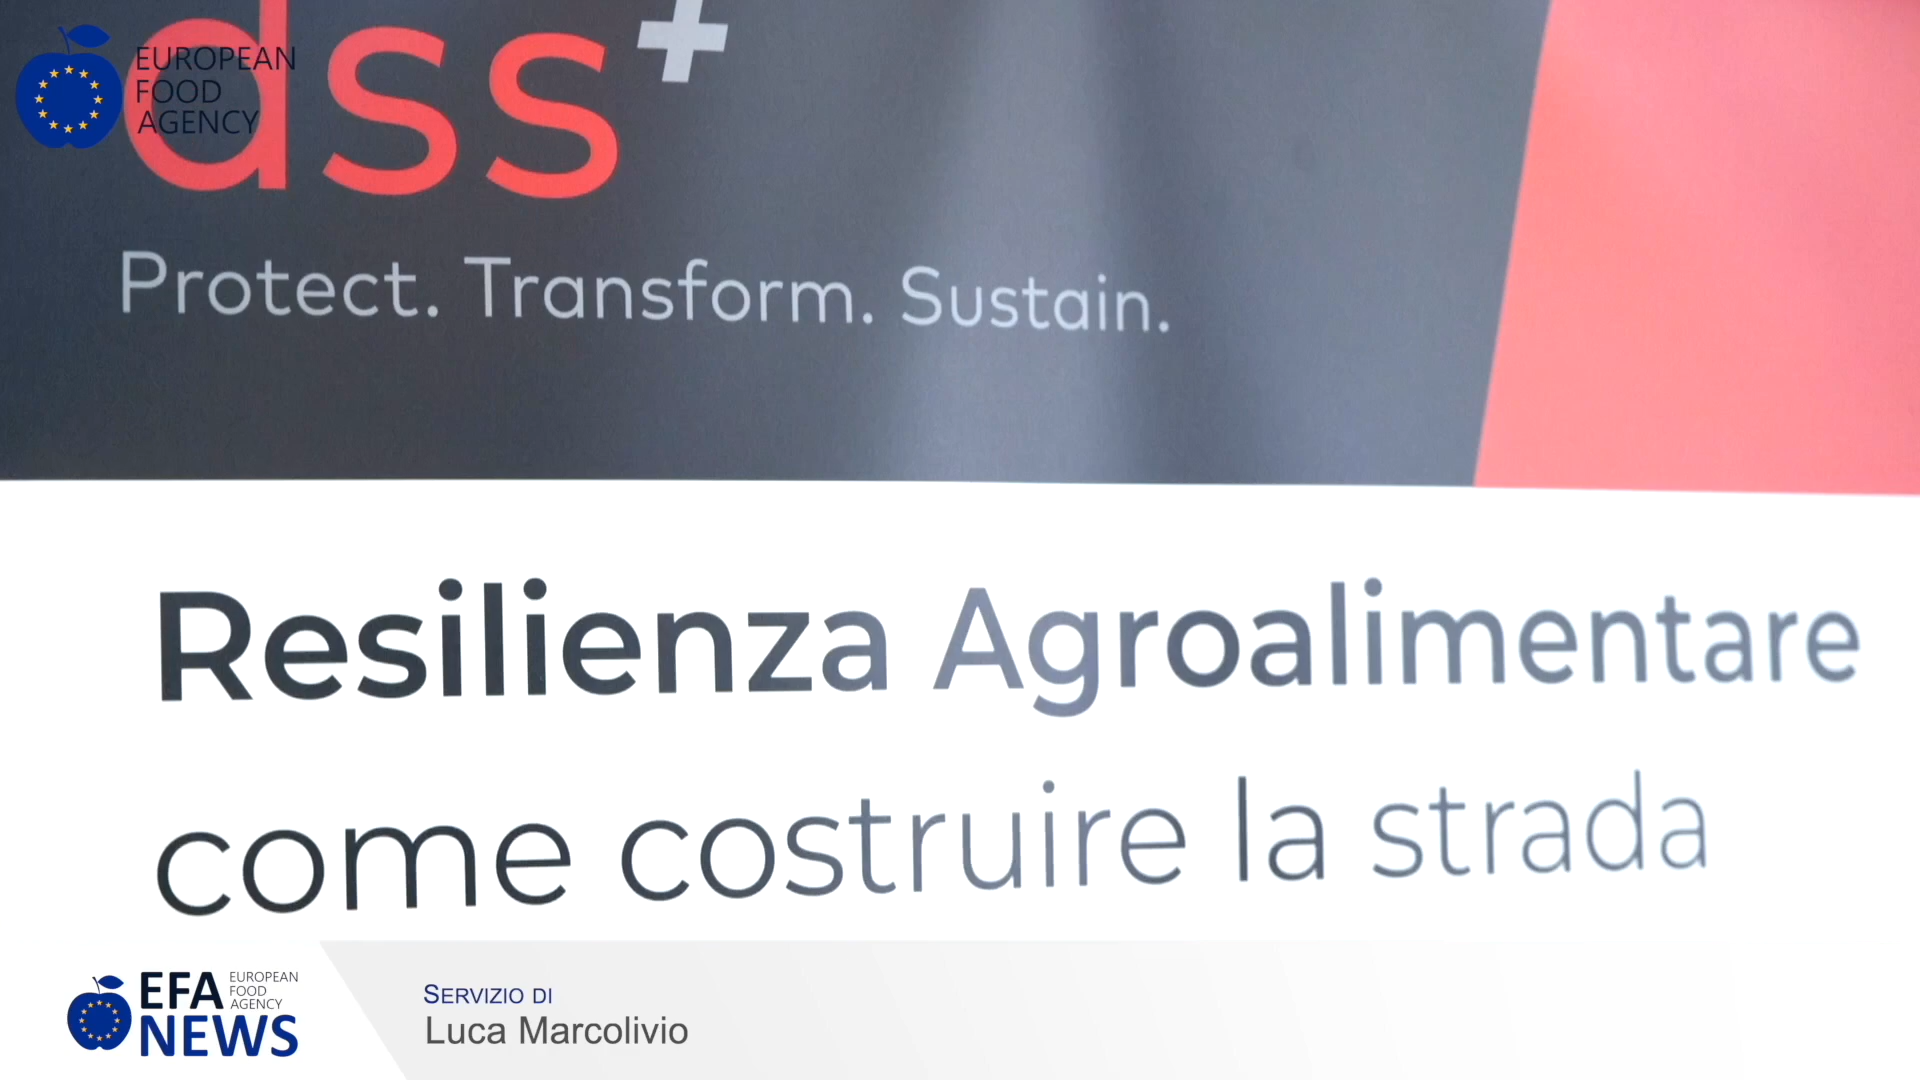 EUROPEAN
FOOD
AGENCY
dss+
Protect. Transform. Sustain.
Resilienza Agroalimentare
come costruire la strada
EFA
NEWS
EUROPEAN
FOOD
AGENCY
SERVIZIO DI
Luca Marcolivio